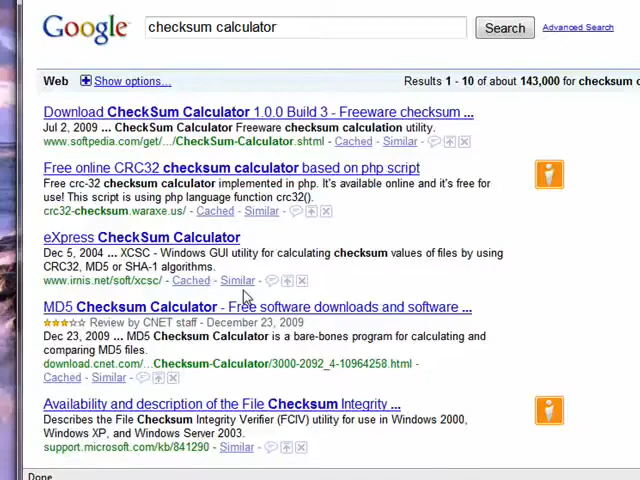 Google checksum calculator Search Advanced Search
Web Show options... Results 1 - 10 of about 143,000 for checksum c
Download CheckSum Calculator 1.0.0 Build 3 - Freeware checksum ...
Jul 2, 2009 ... CheckSum Calculator Freeware checksum calculation utility.
www.softpedia.com/get/.../CheckSum-Calculator.shtml - Cached - Similar -
Free online CRC32 checksum calculator based on php script
Free crc-32 checksum calculator implemented in php. It's available online and it's free for
use! This script is using php language function crc32().
crc32-checksum.waraxe.us/ - Cached - Similar -
eXpress CheckSum Calculator
Dec 5, 2004 ... XCSC - Windows GUI utility for calculating checksum values of files by using
CRC32, MD5 or SHA-1 algorithms.
www.irnis.net/soft/xcsc/ - Cached - Similar -
MD5 Checksum Calculator - Free software downloads and software ...
Review by CNET staff - December 23, 2009
Dec 23, 2009 ... MD5 Checksum Calculator is a bare-bones program for calculating and
comparing MD5 files.
download.cnet.com/...Checksum-Calculator/3000-2092_4-10964258.html -
Cached - Similar -
Availability and description of the File Checksum Integrity ...
Describes the File Checksum Integrity Verifier (FCIV) utility for use in Windows 2000,
Windows XP, and Windows Server 2003.
support.microsoft.com/kb/841290 - Similar -
Done